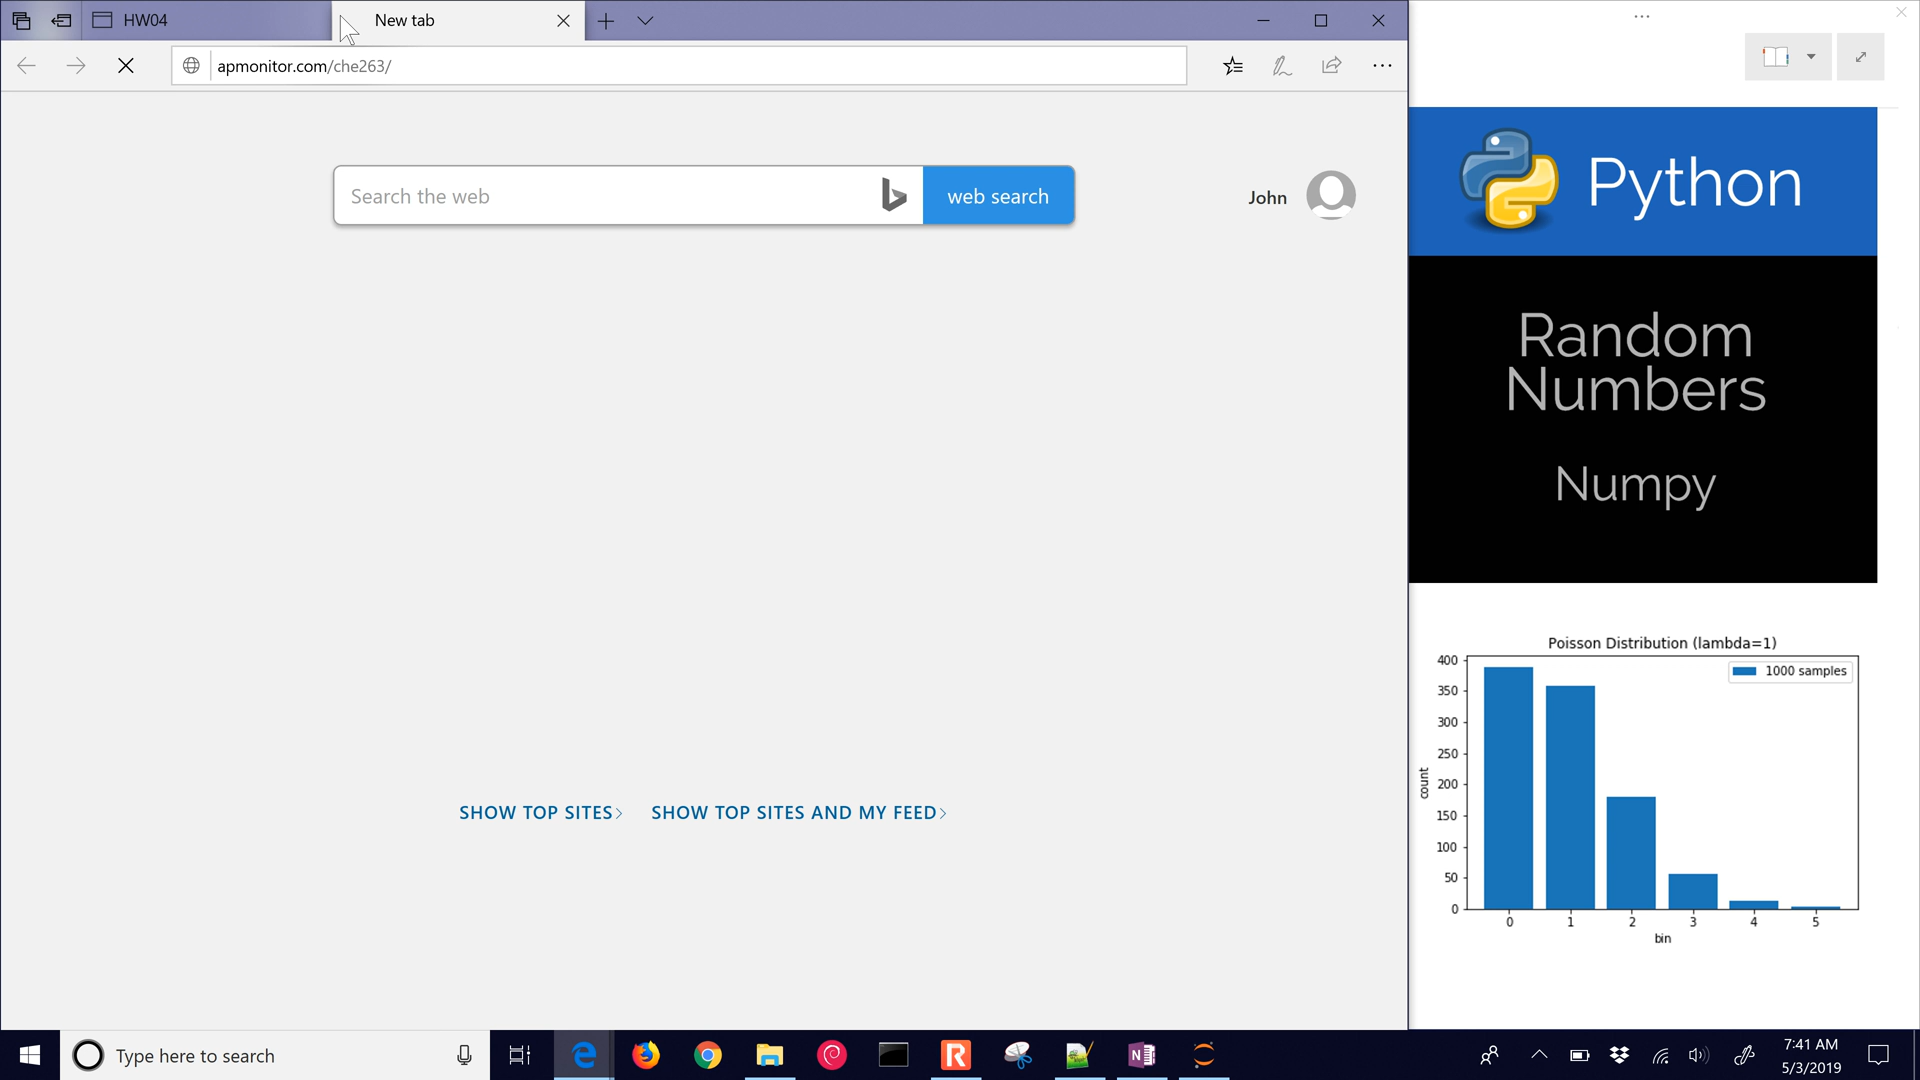 HW04
New tab
apmonitor.com/che263/
Search the web
web search
John
SHOW TOP SITES
SHOW TOP SITES AND MY FEED
Python
Random
Numbers
Numpy
Poisson Distribution (lambda=1)
1000 samples
400
350
300
250
200
150
100
50
0
count
0 1 2 3 4 5
bin
Type here to search
7:41 AM
5/3/2019